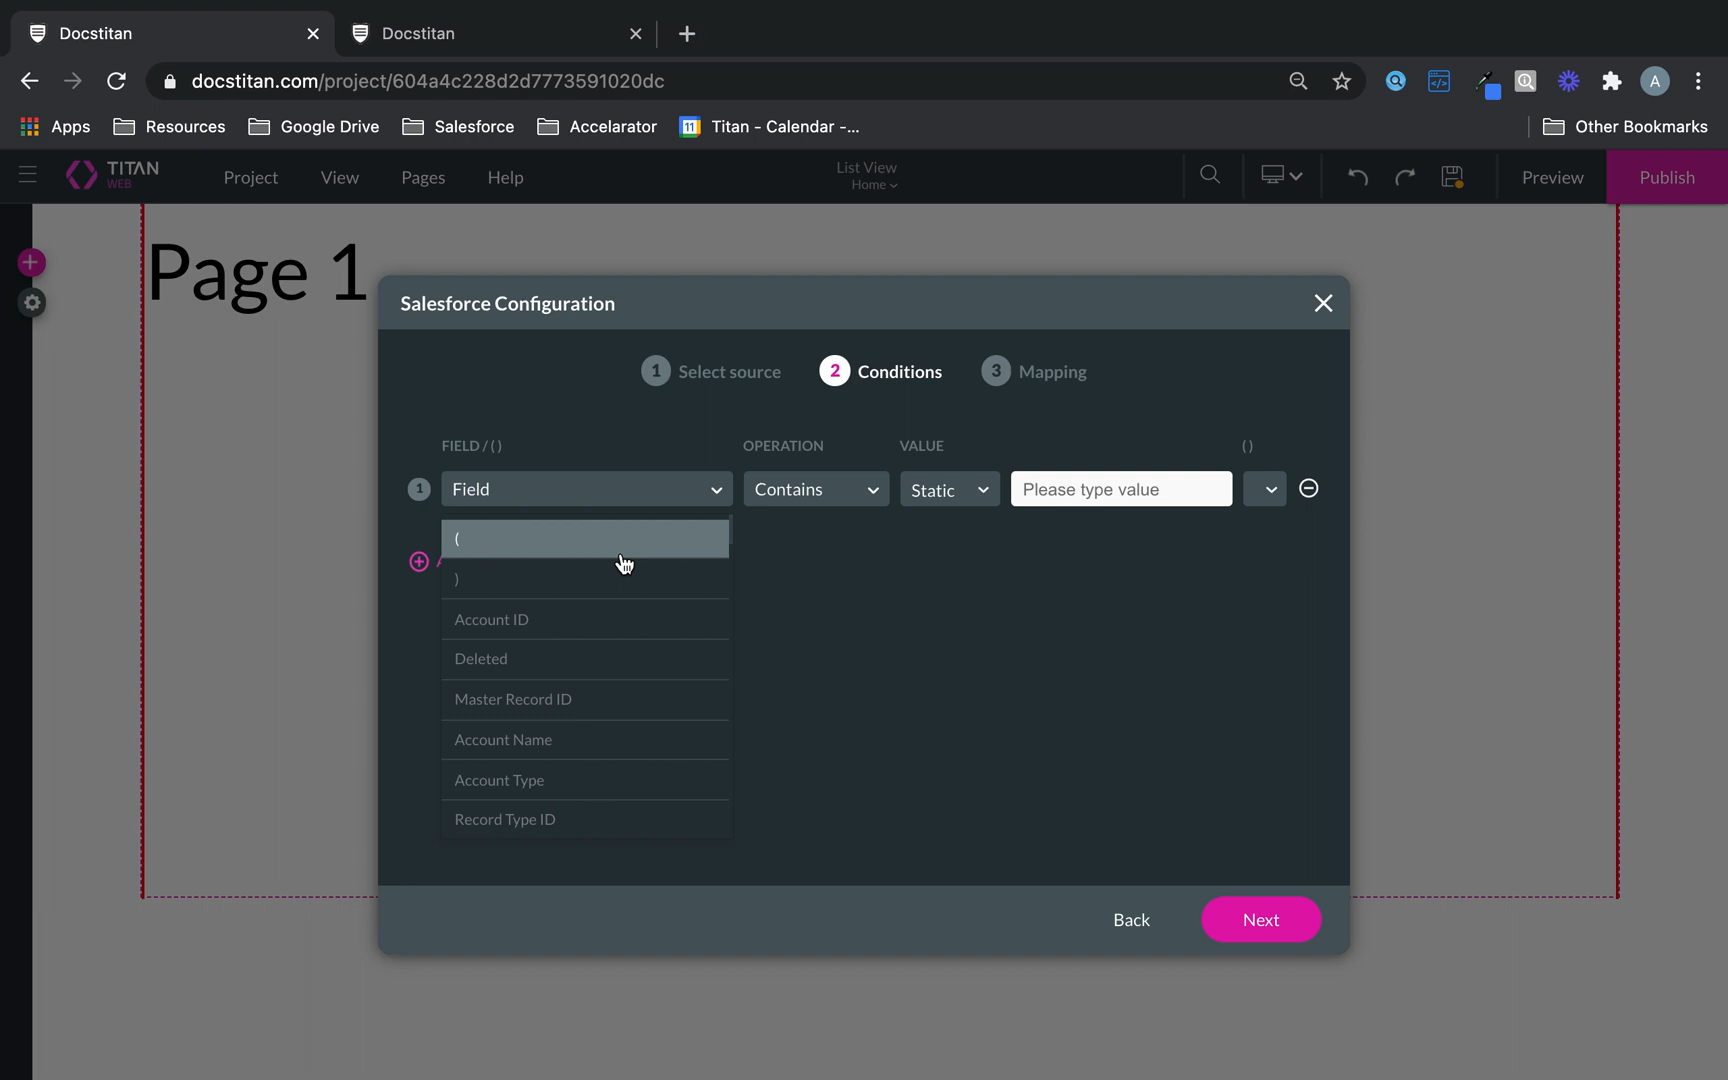 Docstitan
Docstitan
docstitan.com/project/604a4c228d2d7773591020dc
A
Apps
Resources
Google Drive
Salesforce
Accelarator
11
Titan - Calendar -...
Other Bookmarks
TITAN
WEB
Project
View
Pages
Help
List View
Home
Preview
Publish
Page 1
Salesforce Configuration
1 Select source
2 Conditions
3 Mapping
FIELD / ( )
OPERATION
VALUE
( )
1
Field
Contains
Static
Please type value
(
)
Account ID
Deleted
Master Record ID
Account Name
Account Type
Record Type ID
Back
Next